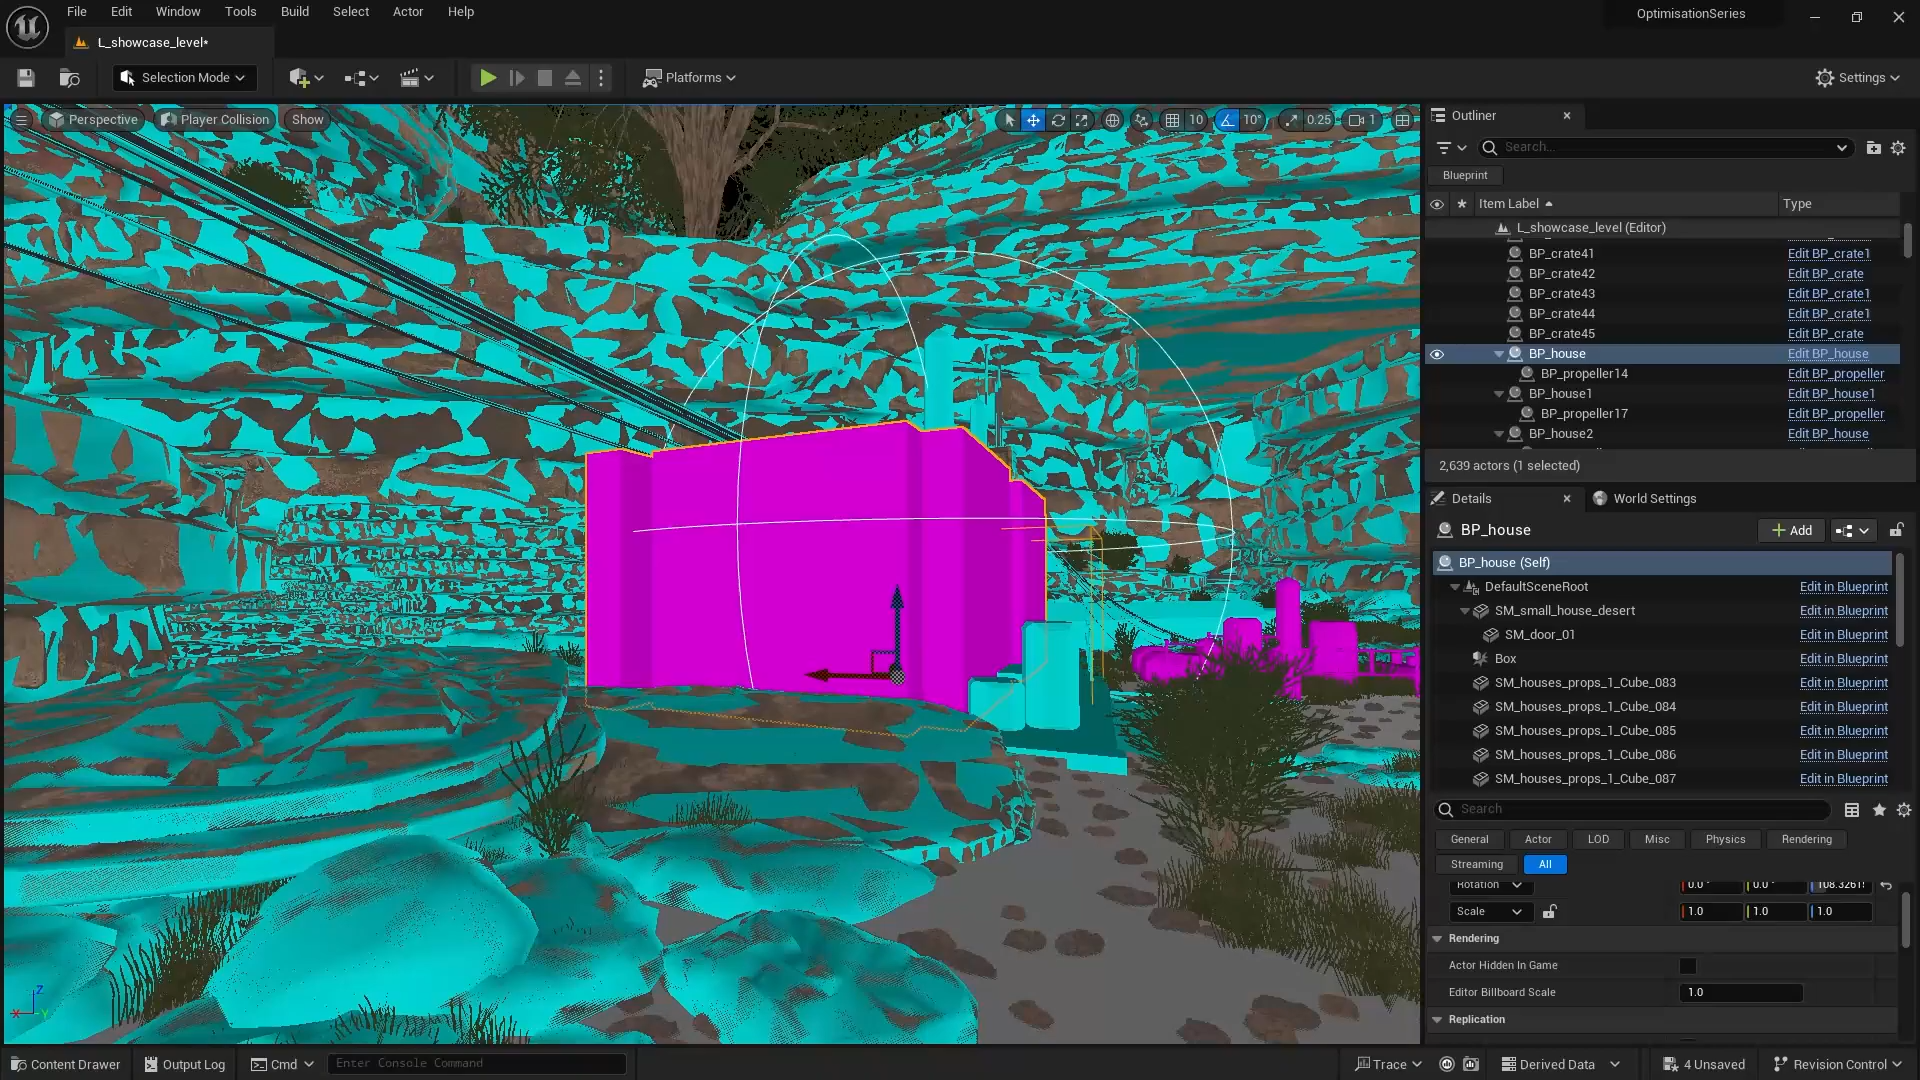 File Edit Window Tools Build Select Actor Help
OptimisationSeries
L_showcase_level*
Selection Mode
Platforms
Settings
Perspective Player Collision Show
10 10° 0.25 1
Outliner
Search...
Blueprint
Item Label Type
L_showcase_level (Editor)
BP_crate41 Edit BP_crate1
BP_crate42 Edit BP_crate
BP_crate43 Edit BP_crate1
BP_crate44 Edit BP_crate1
BP_crate45 Edit BP_crate
BP_house Edit BP_house
BP_propeller14 Edit BP_propeller
BP_house1 Edit BP_house1
BP_propeller17 Edit BP_propeller
BP_house2 Edit BP_house
2,639 actors (1 selected)
Details World Settings
BP_house
Add
BP_house (Self)
DefaultSceneRoot Edit in Blueprint
SM_small_house_desert Edit in Blueprint
SM_door_01 Edit in Blueprint
Box Edit in Blueprint
SM_houses_props_1_Cube_083 Edit in Blueprint
SM_houses_props_1_Cube_084 Edit in Blueprint
SM_houses_props_1_Cube_085 Edit in Blueprint
SM_houses_props_1_Cube_086 Edit in Blueprint
SM_houses_props_1_Cube_087 Edit in Blueprint
Search
General Actor LOD Misc Physics Rendering
Streaming All
Rotation 0.0° 0.0°
Scale 1.0 1.0 1.0
Rendering
Actor Hidden In Game
Editor Billboard Scale 1.0
Replication
Z
X Y
Content Drawer Output Log Cmd Enter Console Command
Trace Derived Data 4 Unsaved Revision Control